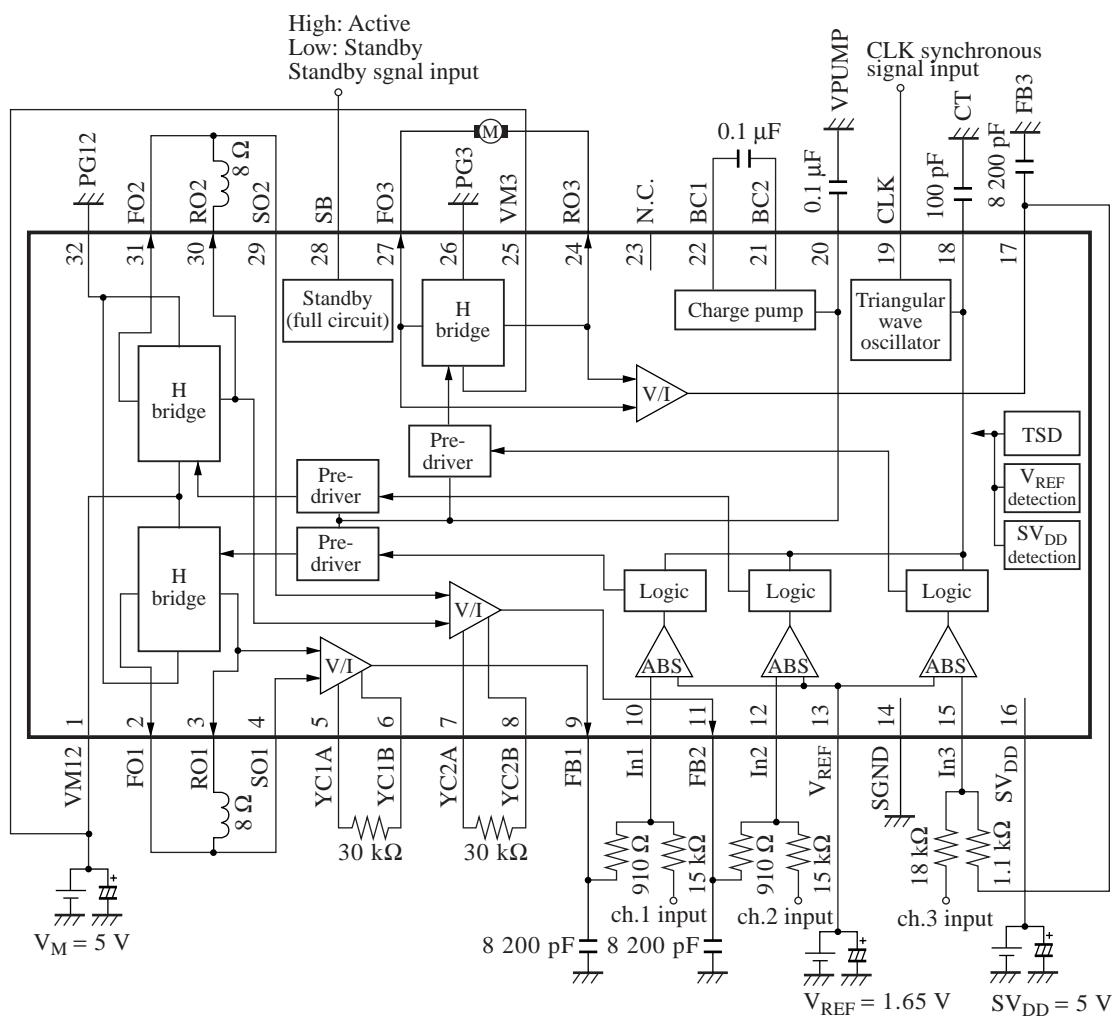 High: Active
Low: Standby
Standby sgnal input
CLK synchronous
signal input
VPUMP
CT
FB3
M
0.1 μF
0.1 μF
100 pF
8 200 pF
8 Ω
PG12
FO2
RO2
SO2
SB
FO3
PG3
VM3
RO3
N.C.
BC1
BC2
CLK
32
31
30
29
28
27
26
25
24
23
22
21
20
19
18
17
Standby
(full circuit)
H
bridge
Charge pump
Triangular
wave
oscillator
H
bridge
V/I
Pre-
driver
TSD
Pre-
driver
VREF
detection
Pre-
driver
SVDD
detection
H
bridge
Logic
Logic
Logic
V/I
V/I
ABS
ABS
ABS
1
2
3
4
5
6
7
8
9
10
11
12
13
14
15
16
VM12
FO1
RO1
SO1
YC1A
YC1B
YC2A
YC2B
FB1
In1
FB2
In2
VREF
SGND
In3
SVDD
8 Ω
30 kΩ
30 kΩ
910 Ω
15 kΩ
910 Ω
15 kΩ
18 kΩ
1.1 kΩ
ch.1 input
ch.2 input
ch.3 input
+
VM = 5 V
8 200 pF
8 200 pF
+
VREF = 1.65 V
+
SVDD = 5 V